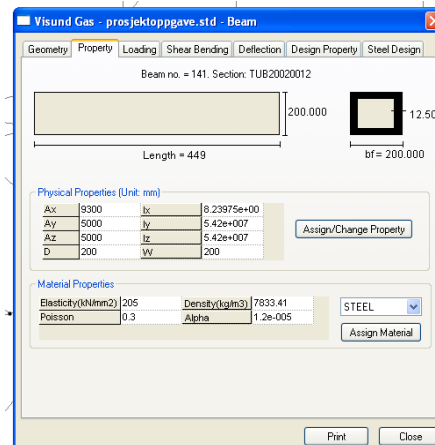 Visund Gas - prosjektoppgave.std - Beam
Geometry Property Loading Shear Bending Deflection Design Property Steel Design
Beam no. = 141. Section: TUB20020012
200.000
12.50
Length = 449
bf = 200.000
Physical Properties (Unit: mm)
Ax 9300 Ix 8.23975e+00
Ay 5000 Iy 5.42e+007
Az 5000 Iz 5.42e+007
D 200 W 200
Assign/Change Property
Material Properties
Elasticity(kN/mm2) 205 Density(kg/m3) 7833.41
Poisson 0.3 Alpha 1.2e-005
STEEL
Assign Material
Print Close